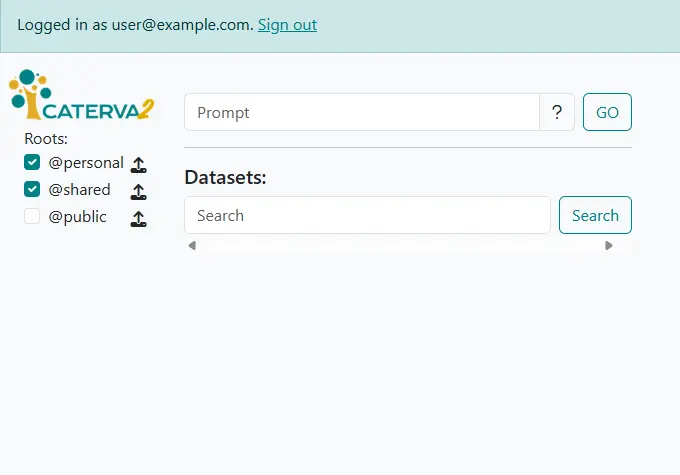 Logged in as user@example.com. Sign out
CATERVA2
Roots:
@personal
@shared
@public
Prompt
?
GO
Datasets:
Search
Search